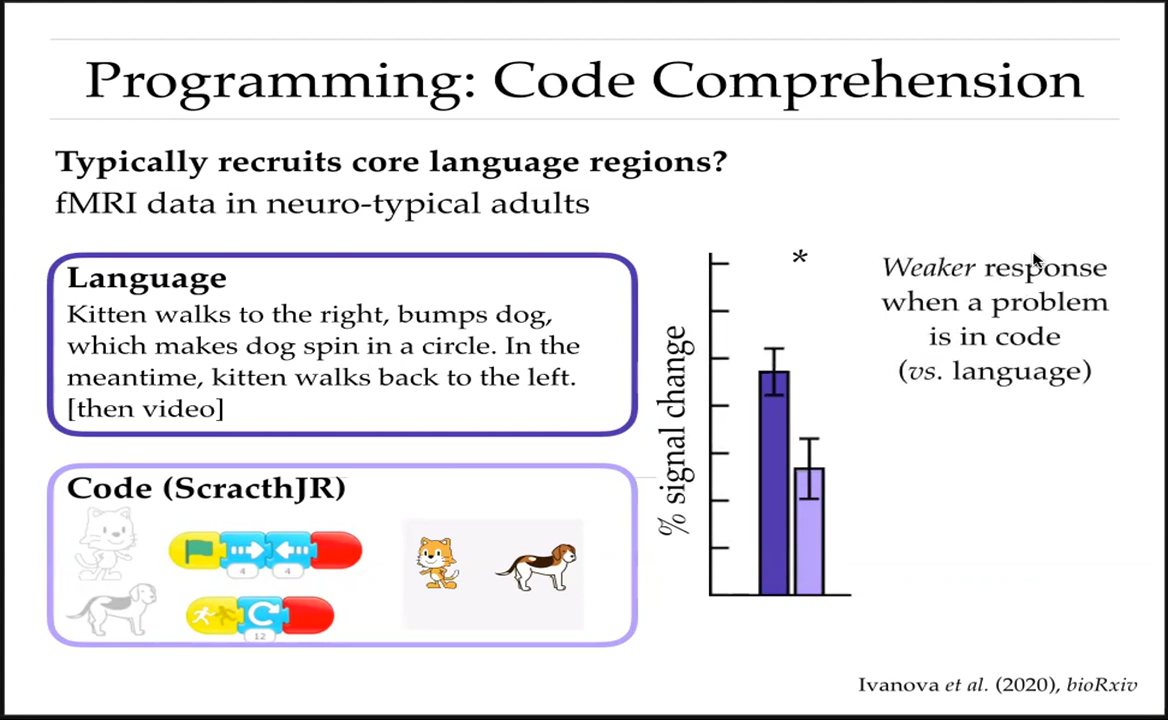 Programming: Code Comprehension
Typically recruits core language regions?
fMRI data in neuro-typical adults
Language
Kitten walks to the right, bumps dog,
which makes dog spin in a circle. In the
meantime, kitten walks back to the left.
[then video]
Code (ScracthJR)
4 4
12
% signal change
*
Weaker response
when a problem
is in code
(vs. language)
Ivanova et al. (2020), bioRxiv